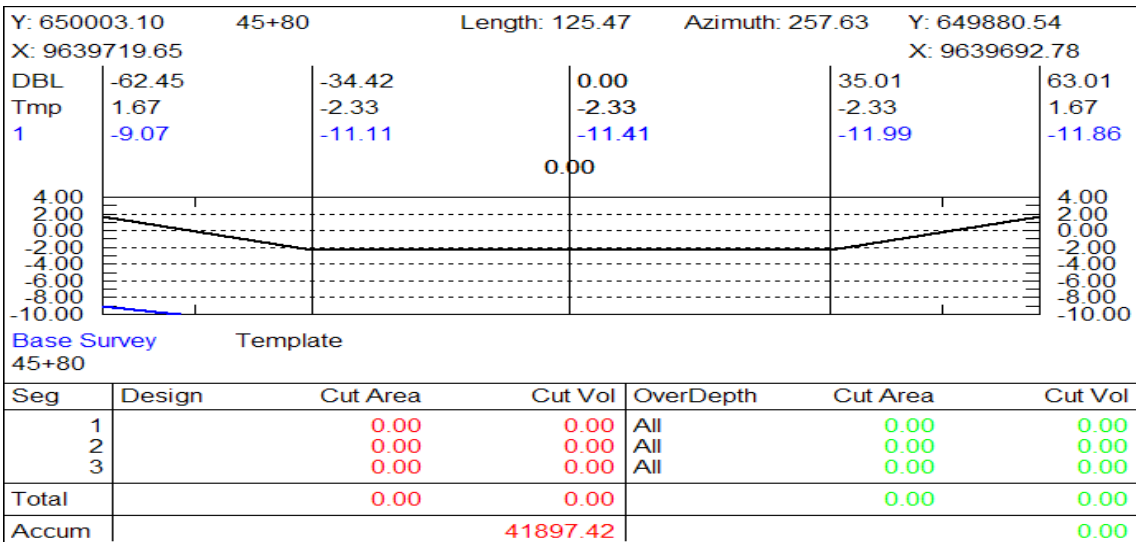 Y: 650003.10 45+80 Length: 125.47 Azimuth: 257.63 Y: 649880.54
X: 9639719.65 X: 9639692.78
DBL -62.45 -34.42 0.00 35.01 63.01
Tmp 1.67 -2.33 -2.33 -2.33 1.67
1 -9.07 -11.11 -11.41 -11.99 -11.86
0.00
4.00 4.00
2.00 2.00
0.00 0.00
-2.00 -2.00
-4.00 -4.00
-6.00 -6.00
-8.00 -8.00
-10.00 -10.00
Base Survey Template
45+80
Seg Design Cut Area Cut Vol OverDepth Cut Area Cut Vol
1 0.00 0.00 All 0.00 0.00
2 0.00 0.00 All 0.00 0.00
3 0.00 0.00 All 0.00 0.00
Total 0.00 0.00 0.00 0.00
Accum 41897.42 0.00